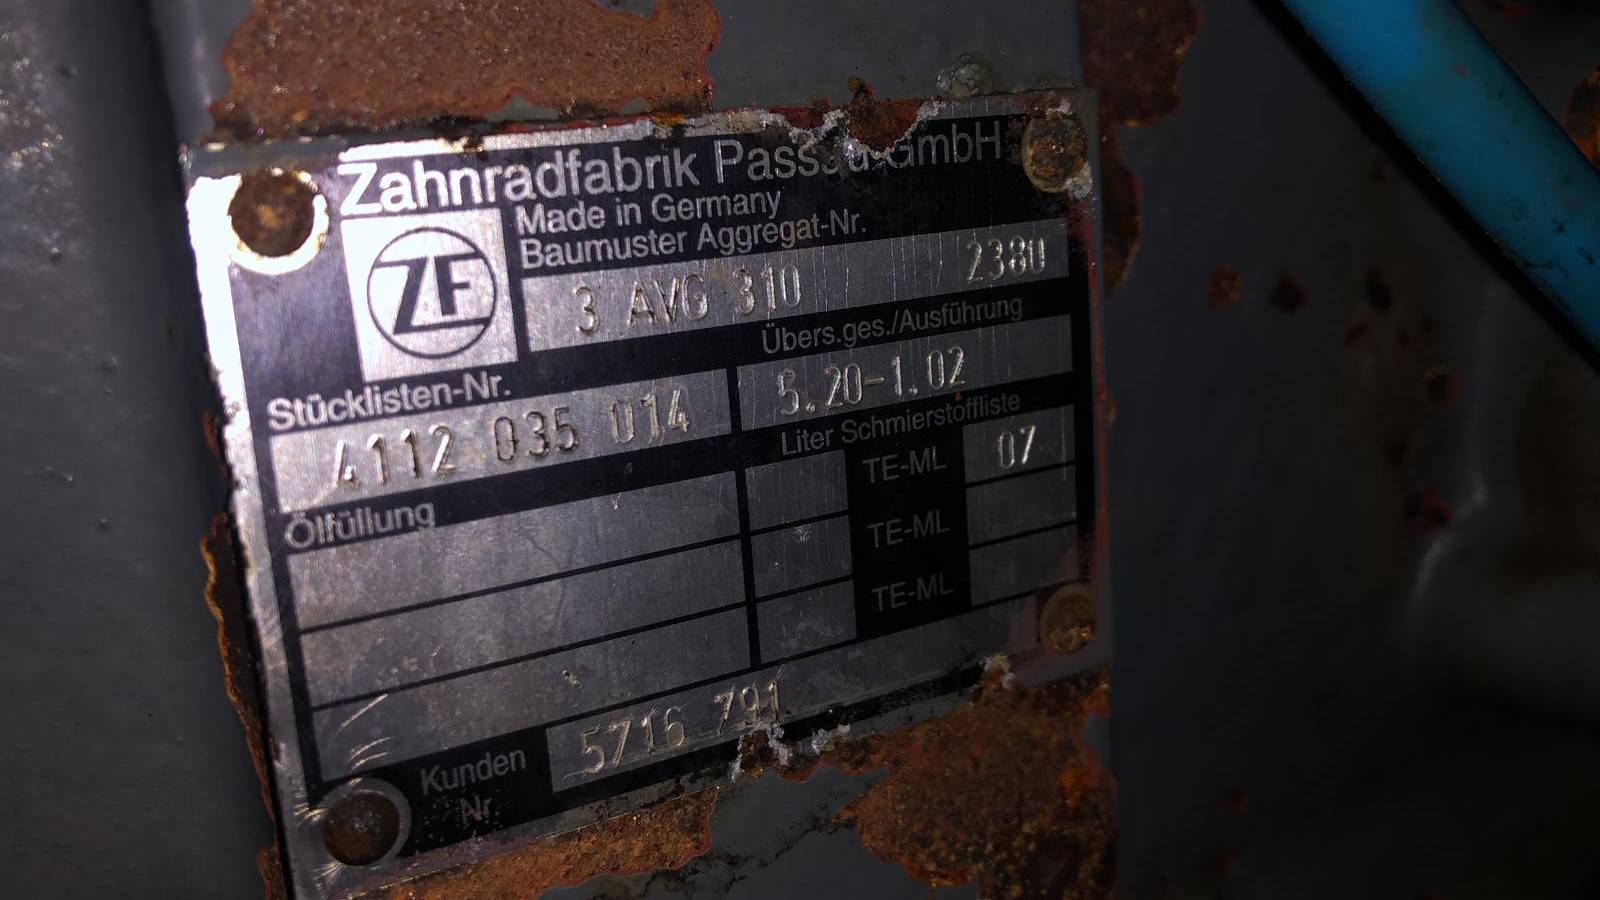 Zahnradfabrik Passau GmbH
ZF
Made in Germany
Baumuster Aggregat-Nr.
3 AVG 310 2380
Übers.ges./Ausführung
5.20-1.02
Stücklisten-Nr.
4112 035 014
Liter Schmierstoffliste
Ölfüllung
TE-ML 07
TE-ML
TE-ML
Kunden
Nr.
5716 791